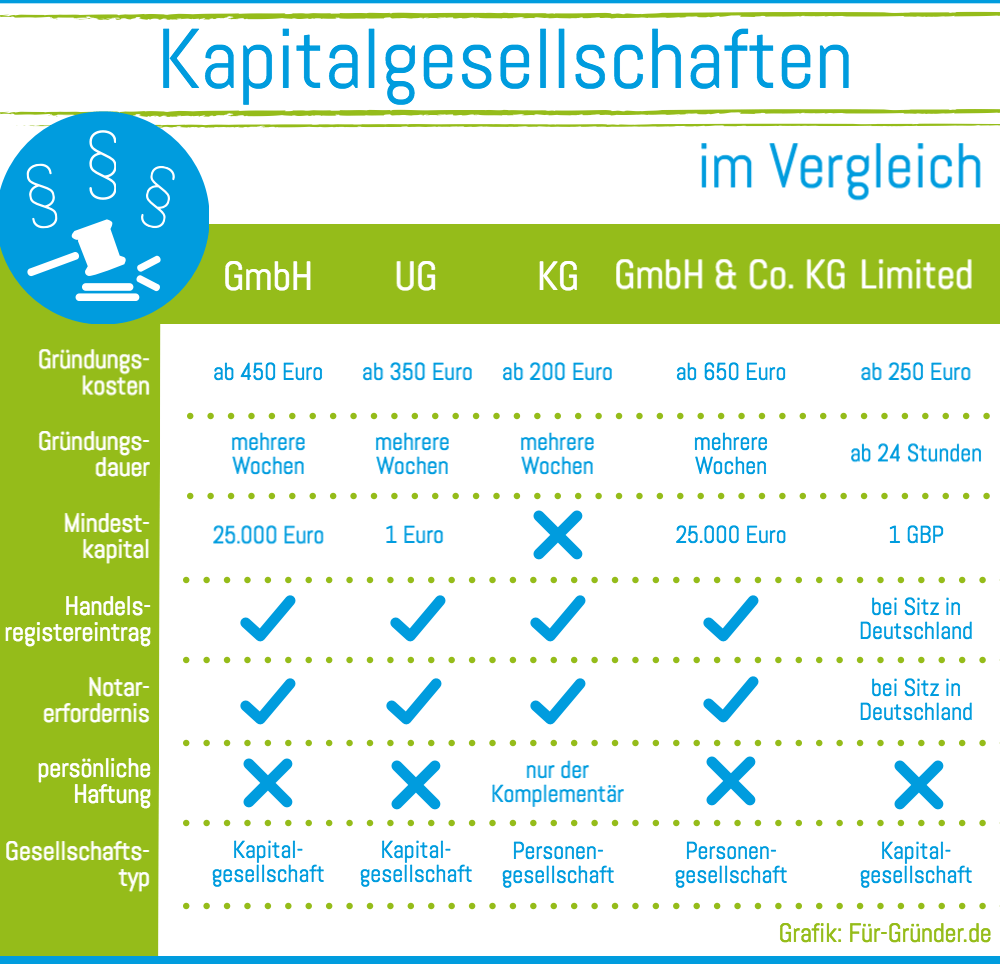 Kapitalgesellschaften
im Vergleich
§ § §
GmbH UG KG GmbH & Co. KG Limited
Gründungs-
kosten
ab 450 Euro ab 350 Euro ab 200 Euro ab 650 Euro ab 250 Euro
Gründungs-
dauer
mehrere
Wochen
mehrere
Wochen
mehrere
Wochen
mehrere
Wochen
ab 24 Stunden
Mindest-
kapital
25.000 Euro 1 Euro 25.000 Euro 1 GBP
Handels-
registereintrag
bei Sitz in
Deutschland
Notar-
erfordernis
bei Sitz in
Deutschland
persönliche
Haftung
nur der
Komplementär
Gesellschafts-
typ
Kapital-
gesellschaft
Kapital-
gesellschaft
Personen-
gesellschaft
Personen-
gesellschaft
Kapital-
gesellschaft
Grafik: Für-Gründer.de